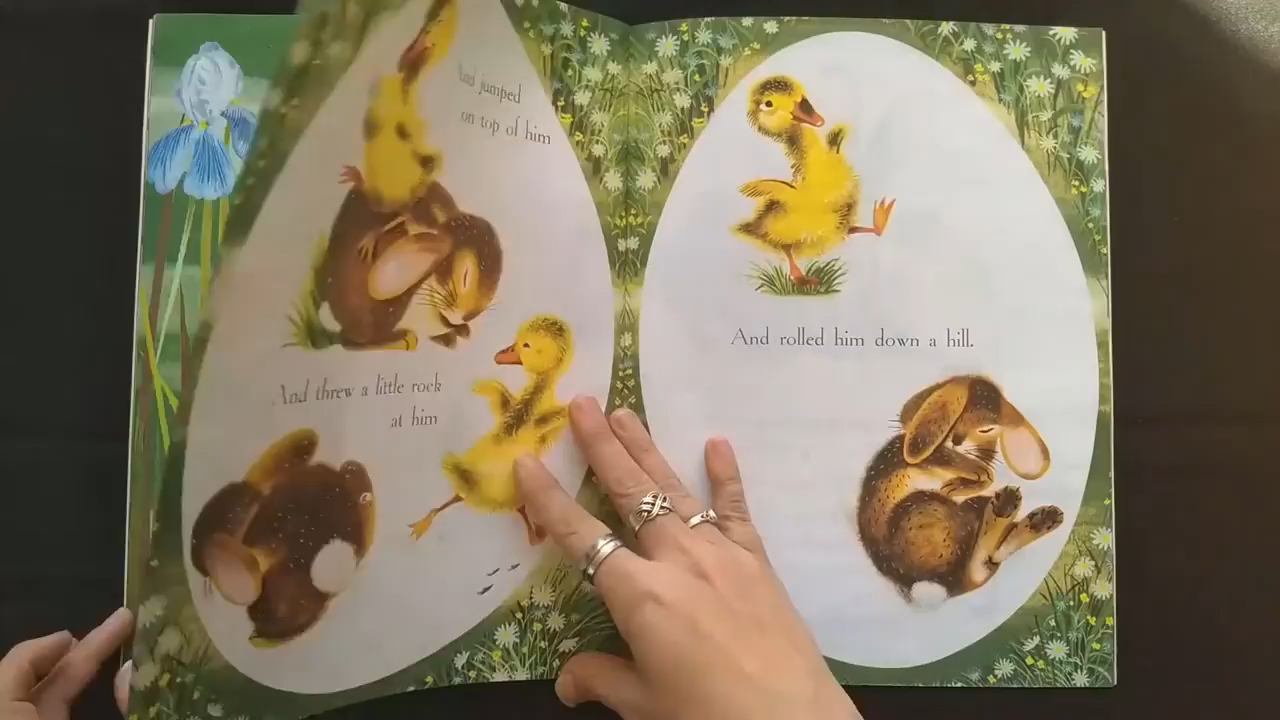 And jumped
on top of him
And threw a little rock
at him
And rolled him down a hill.